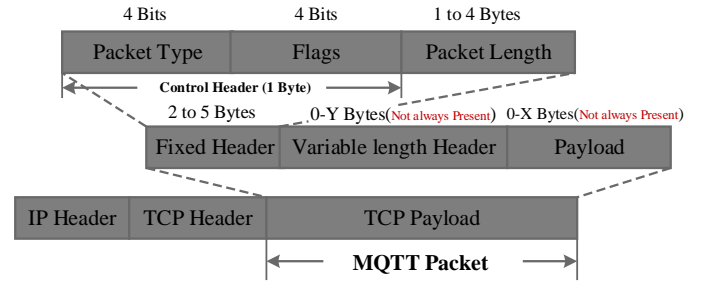 4 Bits 4 Bits 1 to 4 Bytes
Packet Type Flags Packet Length
Control Header (1 Byte)
2 to 5 Bytes 0-Y Bytes(Not always Present) 0-X Bytes(Not always Present)
Fixed Header Variable length Header Payload
IP Header TCP Header TCP Payload
MQTT Packet